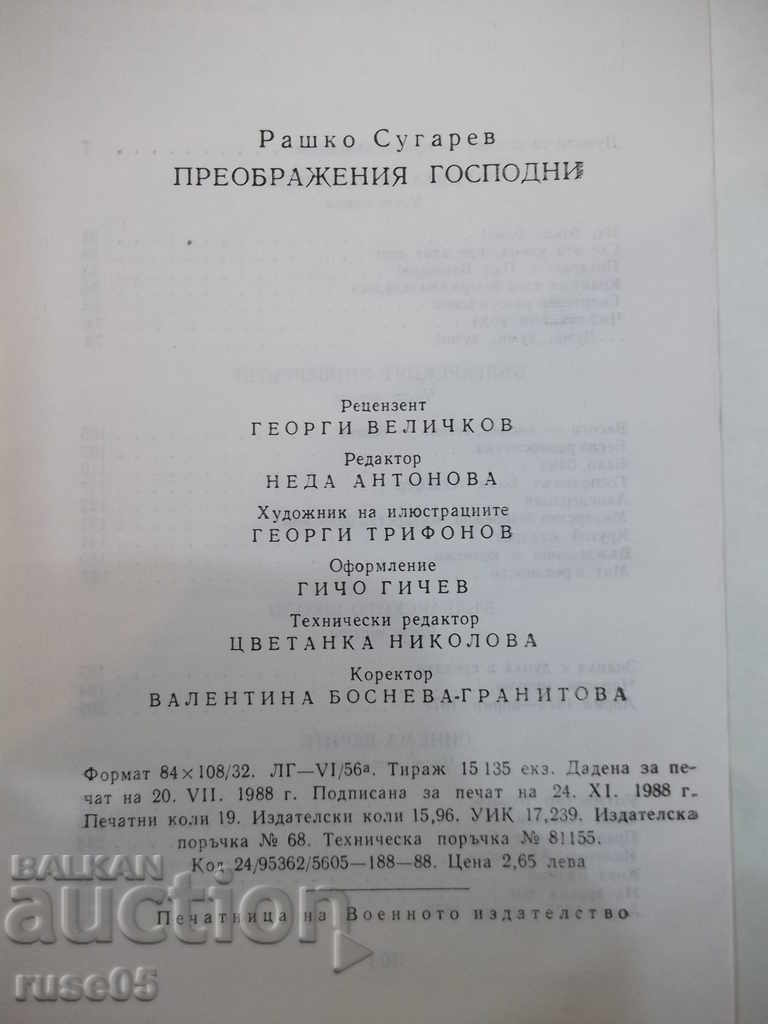 Рашко Сугарев
ПРЕОБРАЖЕНИЯ ГОСПОДНИ
Рецензент
ГЕОРГИ ВЕЛИЧКОВ
Редактор
НЕДА АНТОНОВА
Художник на илюстрациите
ГЕОРГИ ТРИФОНОВ
Оформление
ГИЧО ГИЧЕВ
Технически редактор
ЦВЕТАНКА НИКОЛОВА
Коректор
ВАЛЕНТИНА БОСНЕВА-ГРАНИТОВА
Формат 84×108/32. ЛГ—VI/56а. Тираж 15 135 екз. Дадена за пе-
чат на 20. VII. 1988 г. Подписана за печат на 24. XI. 1988 г.
Печатни коли 19. Издателски коли 15,96. УИК 17,239. Издателска
поръчка № 68. Техническа поръчка № 81155.
Код 24/95362/5605—188—88. Цена 2,65 лева
Печатница на Военното издателство
BALKAN
auction
ruse05